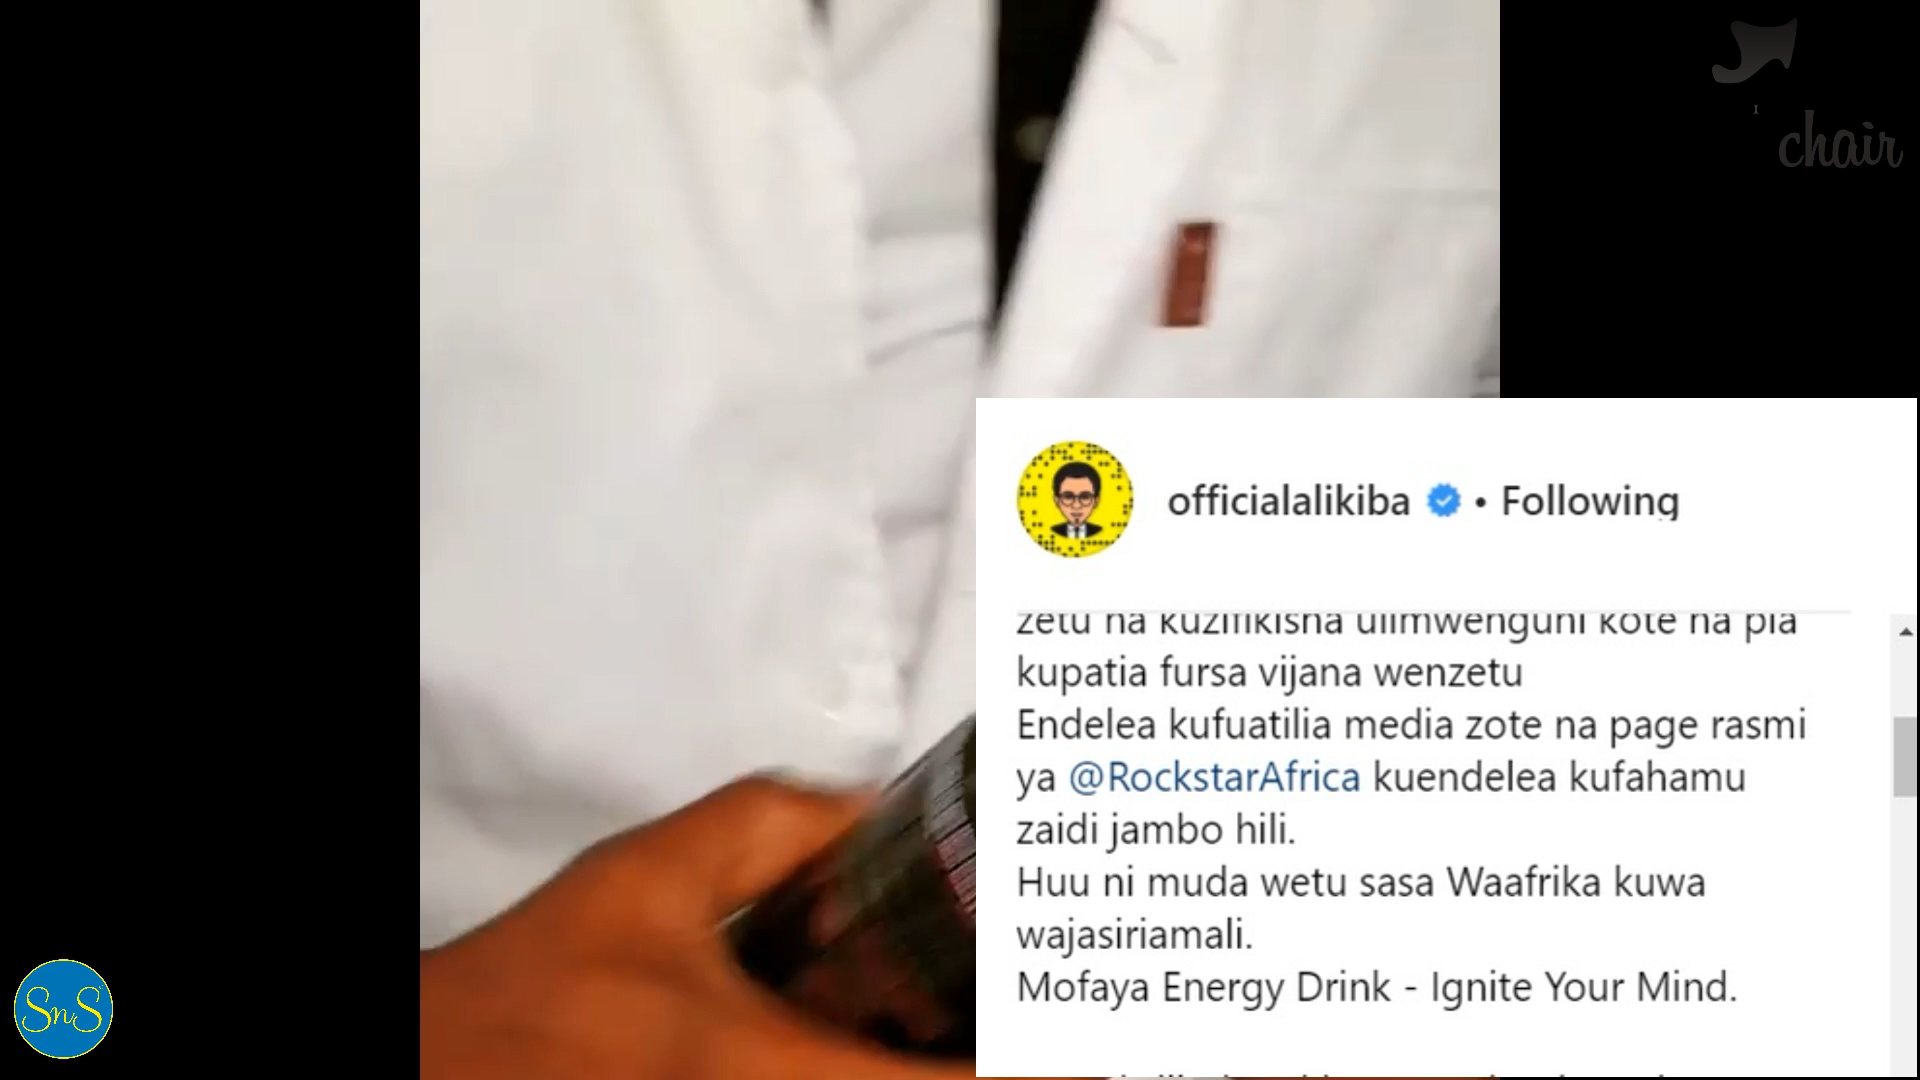 I
chair
officialalikiba • Following
zetu na kuzifikisha ulimwenguni kote na pia
kupatia fursa vijana wenzetu
Endelea kufuatilia media zote na page rasmi
ya @RockstarAfrica kuendelea kufahamu
zaidi jambo hili.
Huu ni muda wetu sasa Waafrika kuwa
wajasiriamali.
Mofaya Energy Drink - Ignite Your Mind.
SnS